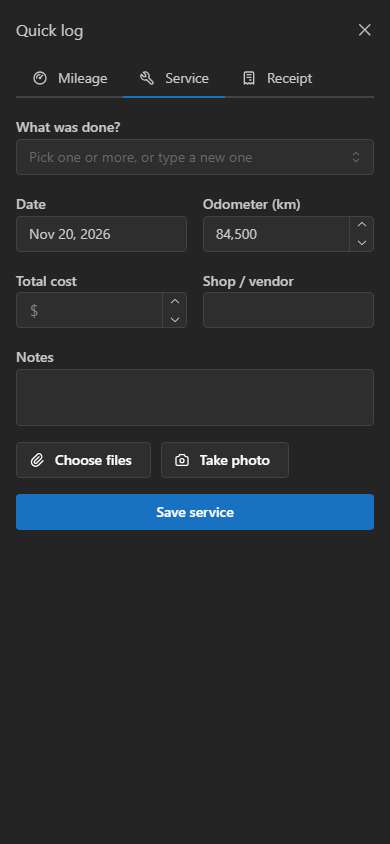 Quick log
Mileage Service Receipt
What was done?
Pick one or more, or type a new one
Date Odometer (km)
Nov 20, 2026 84,500
Total cost Shop / vendor
$
Notes
Choose files Take photo
Save service